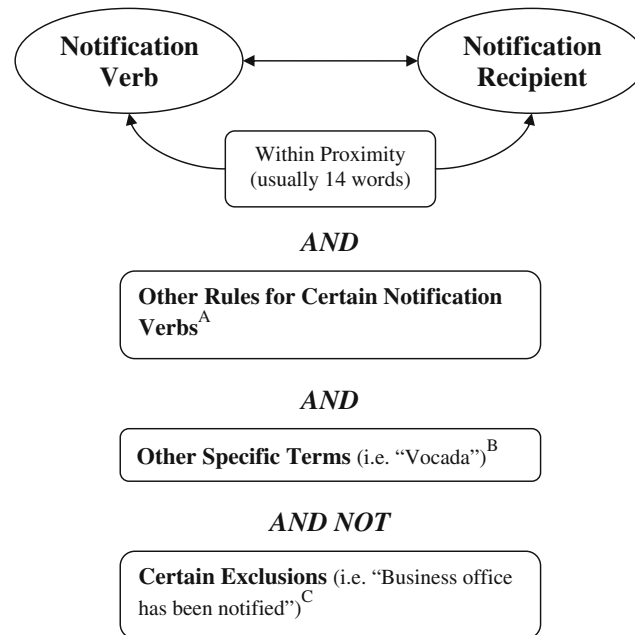 Notification
Verb
Notification
Recipient
Within Proximity
(usually 14 words)
AND
Other Rules for Certain Notification
Verbs^A
AND
Other Specific Terms (i.e. “Vocada”)^B
AND NOT
Certain Exclusions (i.e. “Business office
has been notified”)^C